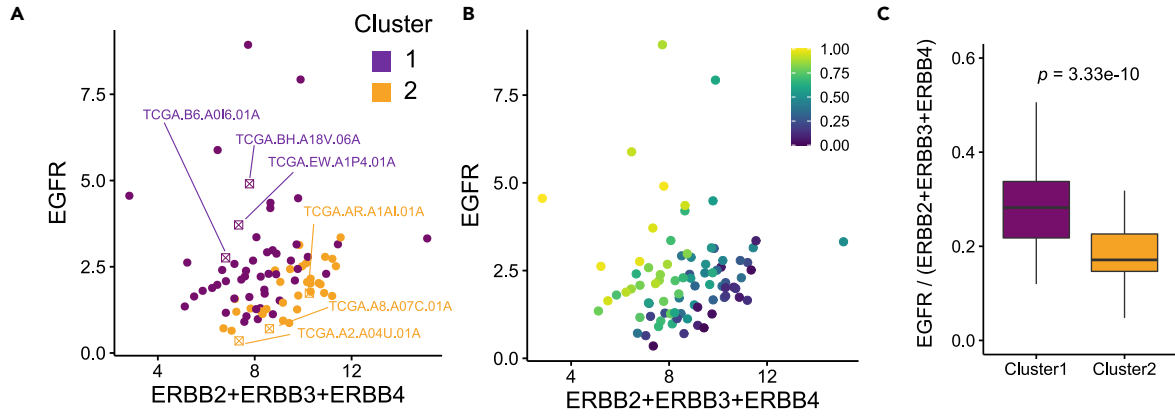 A
Cluster
1
2
7.5
5.0
2.5
0.0
EGFR
TCGA.B6.A0I6.01A
TCGA.BH.A18V.06A
TCGA.EW.A1P4.01A
TCGA.AR.A1AI.01A
TCGA.A8.A07C.01A
TCGA.A2.A04U.01A
4
8
12
ERBB2+ERBB3+ERBB4
B
1.00
0.75
0.50
0.25
0.00
7.5
5.0
2.5
0.0
EGFR
4
8
12
ERBB2+ERBB3+ERBB4
C
EGFR / (ERBB2+ERBB3+ERBB4)
0.6
0.4
0.2
0.0
p = 3.33e-10
Cluster1
Cluster2